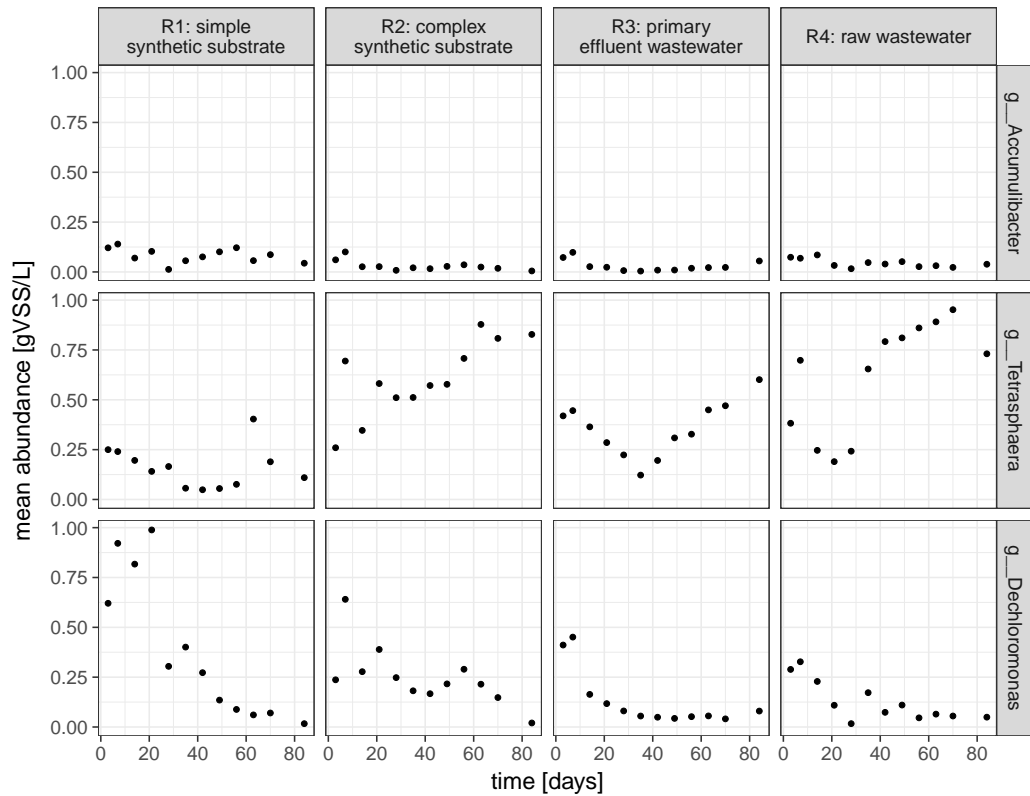 R1: simple
synthetic substrate
R2: complex
synthetic substrate
R3: primary
effluent wastewater
R4: raw wastewater
mean abundance [gVSS/L]
1.00
0.75
0.50
0.25
0.00
g__Accumulibacter
1.00
0.75
0.50
0.25
0.00
g__Tetrasphaera
1.00
0.75
0.50
0.25
0.00
g__Dechloromonas
0 20 40 60 80
0 20 40 60 80
0 20 40 60 80
0 20 40 60 80
time [days]